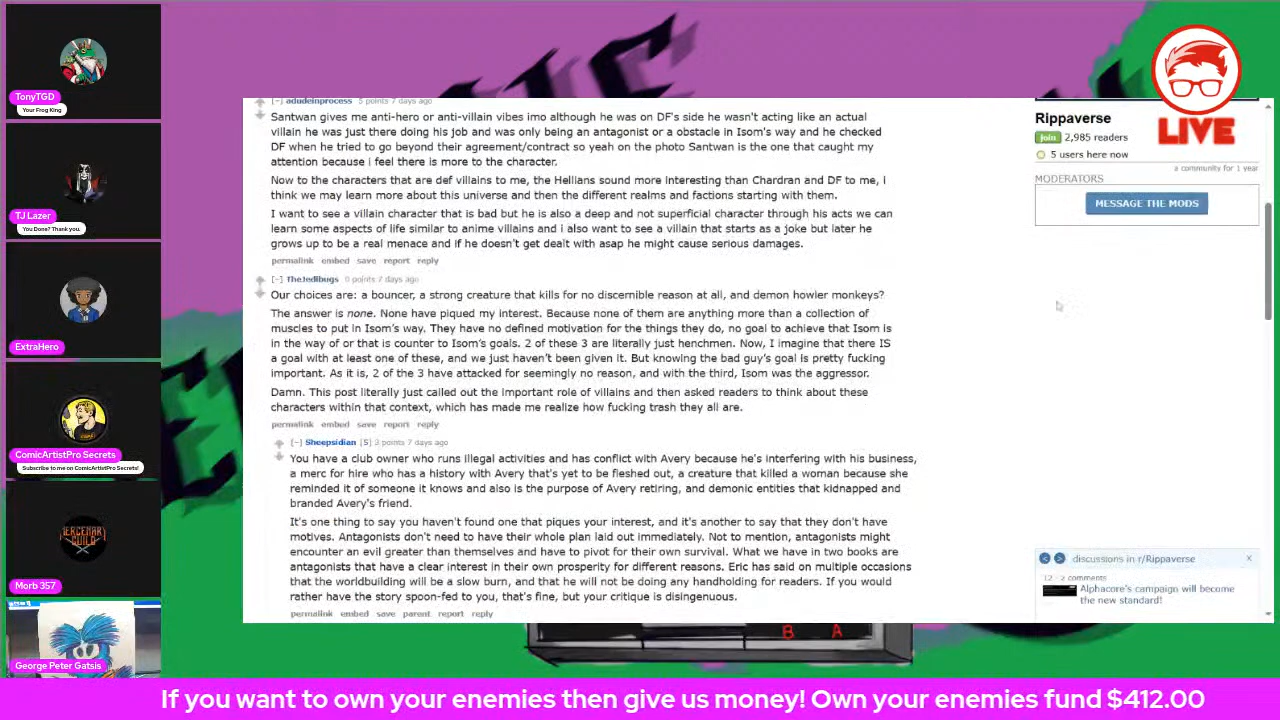 TonyTGD
Your Frog King
TJ Lazer
You Done? Thank you.
ExtraHero
ComicArtistPro Secrets
Subscribe to me on ComicArtistPro Secrets!
MERCENARY
GUILD
Morb 357
George Peter Gatsis
[-] adudeinprocess 5 points 7 days ago
Santwan gives me anti-hero or anti-villain vibes imo although he was on DF's side he wasn't acting like an actual
villain he was just there doing his job and was only being an antagonist or a obstacle in Isom's way and he checked
DF when he tried to go beyond their agreement/contract so yeah on the photo Santwan is the one that caught my
attention because i feel there is more to the character.
Now to the characters that are def villains to me, the Hellians sound more interesting than Chardran and DF to me, i
think we may learn more about this universe and then the different realms and factions starting with them.
I want to see a villain character that is bad but he is also a deep and not superficial character through his acts we can
learn some aspects of life similar to anime villains and i also want to see a villain that starts as a joke but later he
grows up to be a real menace and if he doesn't get dealt with asap he might cause serious damages.
permalink embed save report reply
[-] TheJedibugs 0 points 7 days ago
Our choices are: a bouncer, a strong creature that kills for no discernible reason at all, and demon howler monkeys?
The answer is none. None have piqued my interest. Because none of them are anything more than a collection of
muscles to put in Isom's way. They have no defined motivation for the things they do, no goal to achieve that Isom is
in the way of or that is counter to Isom's goals. 2 of these 3 are literally just henchmen. Now, I imagine that there IS
a goal with at least one of these, and we just haven't been given it. But knowing the bad guy's goal is pretty fucking
important. As it is, 2 of the 3 have attacked for seemingly no reason, and with the third, Isom was the aggressor.
Damn. This post literally just called out the important role of villains and then asked readers to think about these
characters within that context, which has made me realize how fucking trash they all are.
permalink embed save report reply
[-] Sheepsidian [S] 3 points 7 days ago
You have a club owner who runs illegal activities and has conflict with Avery because he's interfering with his business,
a merc for hire who has a history with Avery that's yet to be fleshed out, a creature that killed a woman because she
reminded it of someone it knows and also is the purpose of Avery retiring, and demonic entities that kidnapped and
branded Avery's friend.
It's one thing to say you haven't found one that piques your interest, and it's another to say that they don't have
motives. Antagonists don't need to have their whole plan laid out immediately. Not to mention, antagonists might
encounter an evil greater than themselves and have to pivot for their own survival. What we have in two books are
antagonists that have a clear interest in their own prosperity for different reasons. Eric has said on multiple occasions
that the worldbuilding will be a slow burn, and that he will not be doing any handholding for readers. If you would
rather have the story spoon-fed to you, that's fine, but your critique is disingenuous.
permalink embed save parent report reply
LIVE
Rippaverse
join 2,985 readers
5 users here now
a community for 1 year
MODERATORS
MESSAGE THE MODS
discussions in r/Rippaverse X
12 · 2 comments
Alphacore's campaign will become
the new standard!
B A
If you want to own your enemies then give us money! Own your enemies fund $412.00